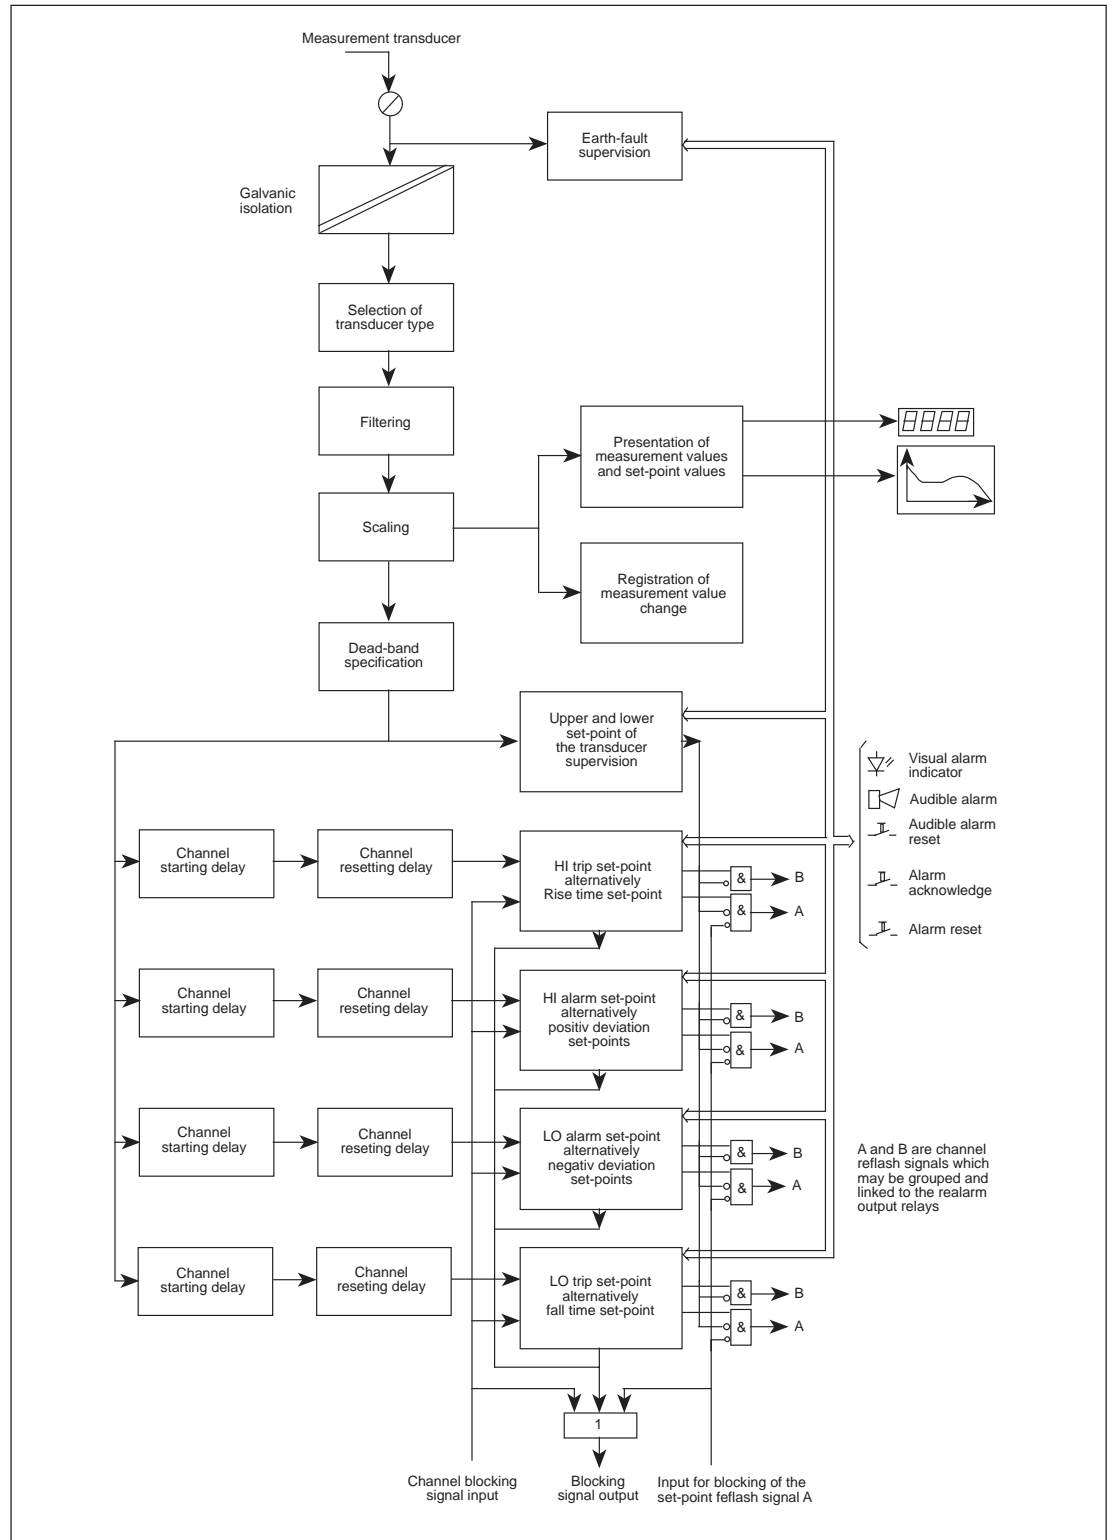 Measurement transducer
Earth-fault
supervision
Galvanic
isolation
Selection of
transducer type
Filtering
Presentation of
measurement values
and set-point values
8888
Scaling
Registration of
measurement value
change
Dead-band
specification
Upper and lower
set-point of
the transducer
supervision
Visual alarm
indicator
Audible alarm
Audible alarm
reset
Alarm
acknowledge
Alarm reset
Channel
starting delay
Channel
resetting delay
HI trip set-point
alternatively
Rise time set-point
&
B
&
A
Channel
starting delay
Channel
reseting delay
HI alarm set-point
alternatively
positiv deviation
set-points
&
B
&
A
Channel
starting delay
Channel
reseting delay
LO alarm set-point
alternatively
negativ deviation
set-points
&
B
&
A
A and B are channel
reflash signals which
may be grouped and
linked to the realarm
output relays
Channel
starting delay
Channel
reseting delay
LO trip set-point
alternatively
fall time set-point
&
B
&
A
1
Channel blocking
signal input
Blocking
signal output
Input for blocking of the
set-point feflash signal A